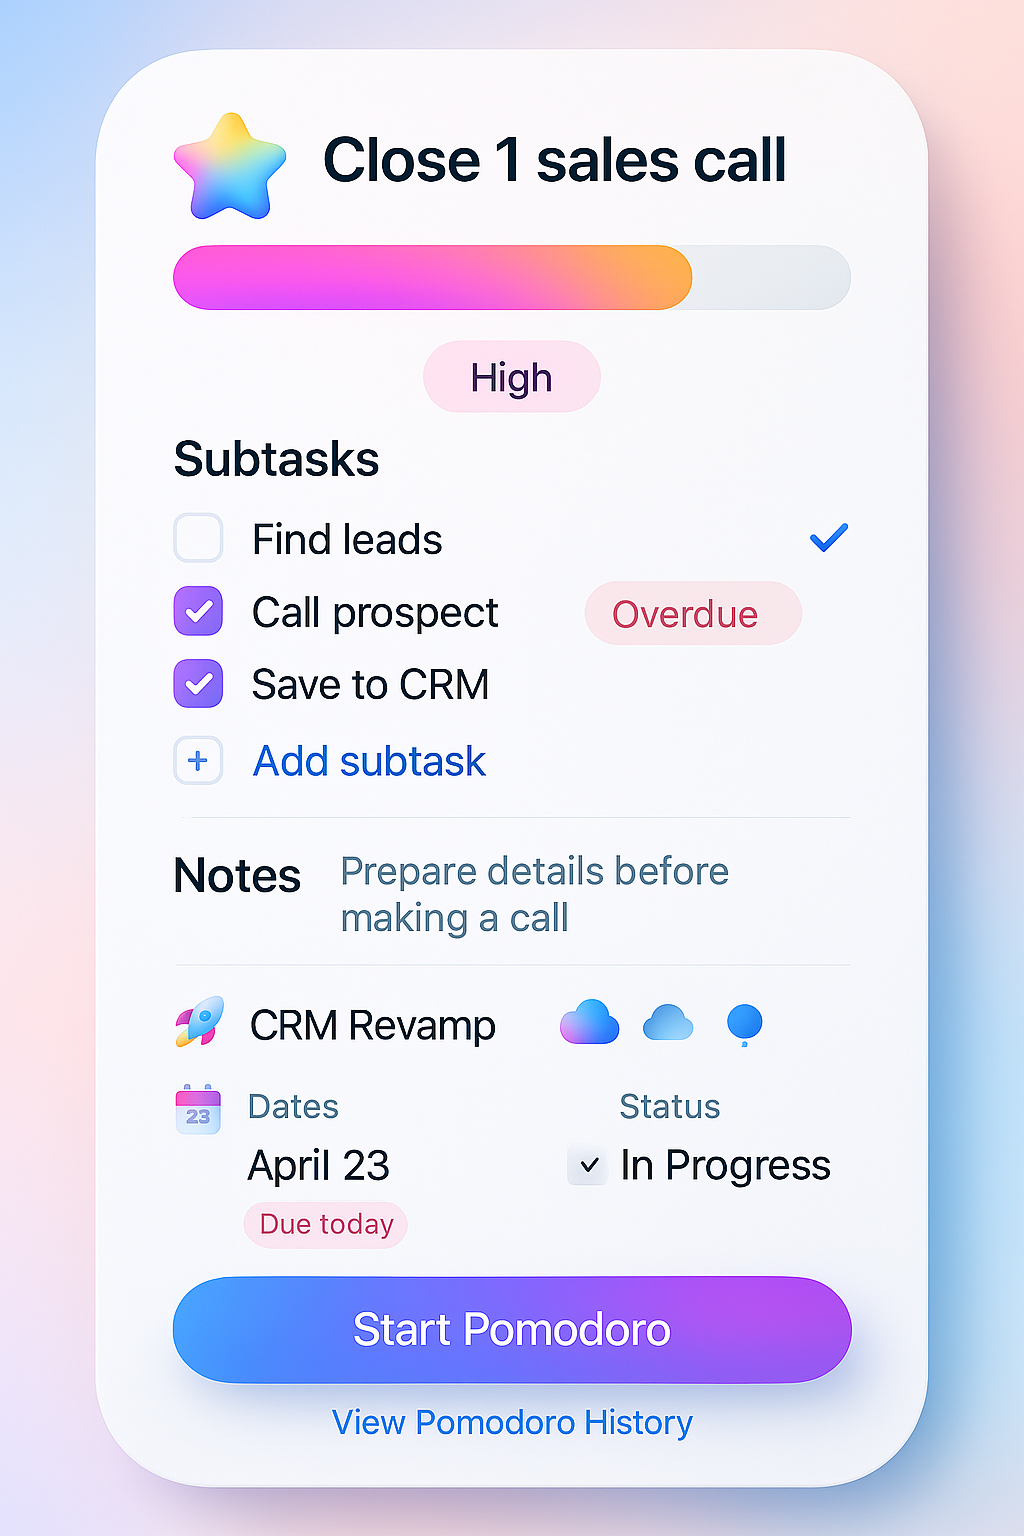 Close 1 sales call
High
Subtasks
Find leads
Call prospect
Overdue
Save to CRM
Add subtask
Notes
Prepare details before
making a call
CRM Revamp
23
Dates
Status
April 23
In Progress
Due today
Start Pomodoro
View Pomodoro History